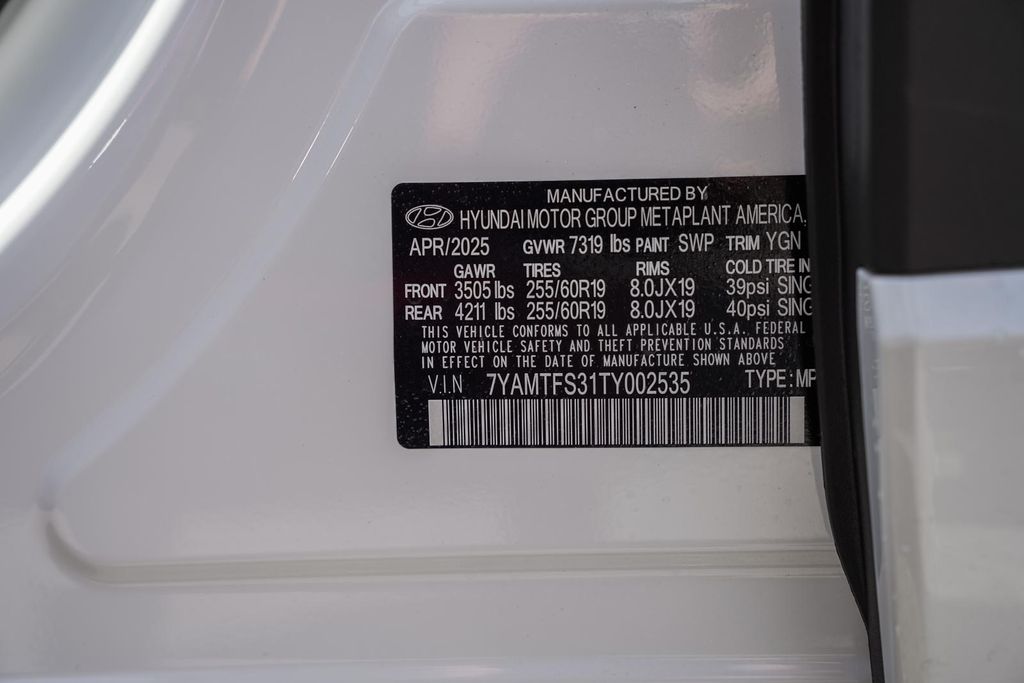 MANUFACTURED BY
HYUNDAI MOTOR GROUP METAPLANT AMERICA,
APR/2025 GVWR 7319 lbs PAINT SWP TRIM YGN
GAWR TIRES RIMS COLD TIRE IN
FRONT 3505 lbs 255/60R19 8.0JX19 39psi SING
REAR 4211 lbs 255/60R19 8.0JX19 40psi SING
THIS VEHICLE CONFORMS TO ALL APPLICABLE U.S.A. FEDERAL
MOTOR VEHICLE SAFETY AND THEFT PREVENTION STANDARDS
IN EFFECT ON THE DATE OF MANUFACTURE SHOWN ABOVE
V.I.N 7YAMTFS31TY002535 TYPE:MP